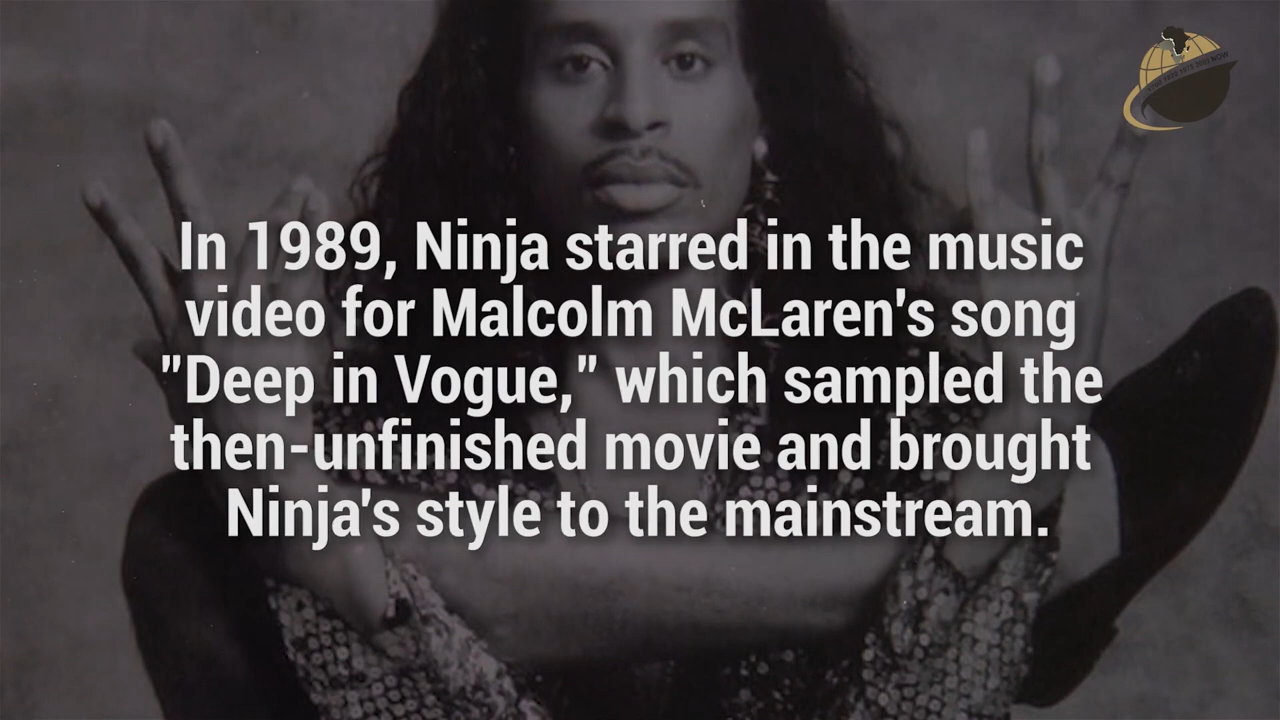 In 1989, Ninja starred in the music
video for Malcolm McLaren's song
"Deep in Vogue," which sampled the
then-unfinished movie and brought
Ninja's style to the mainstream.
NOW